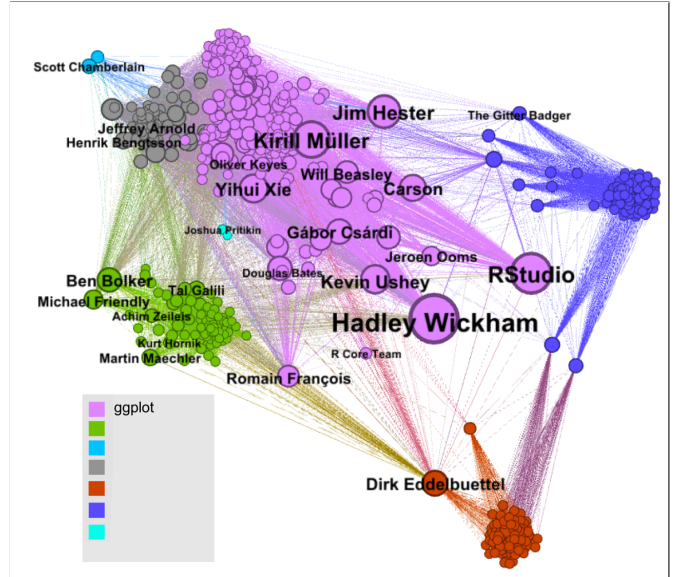 Scott Chamberlain
Jim Hester
The Gitter Badger
Jeffrey Arnold
Kirill Müller
Henrik Bengtsson
Oliver Keyes
Will Beasley
Yihui Xie
Carson
Joshua Pritikin
Gábor Csárdi
Jeroen Ooms
Douglas Bates
RStudio
Ben Bolker
Kevin Ushey
Tal Galili
Michael Friendly
Achim Zeileis
Hadley Wickham
Kurt Hornik
R Core Team
Martin Maechler
Romain François
ggplot
Dirk Eddelbuettel